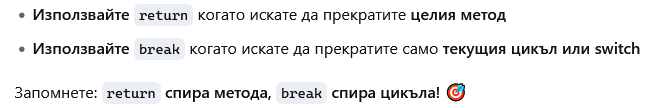 • Използвайте return когато искате да прекратите целия метод
• Използвайте break когато искате да прекратите само текущия цикъл или switch
Запомнете: return спира метода, break спира цикъла! 🎯